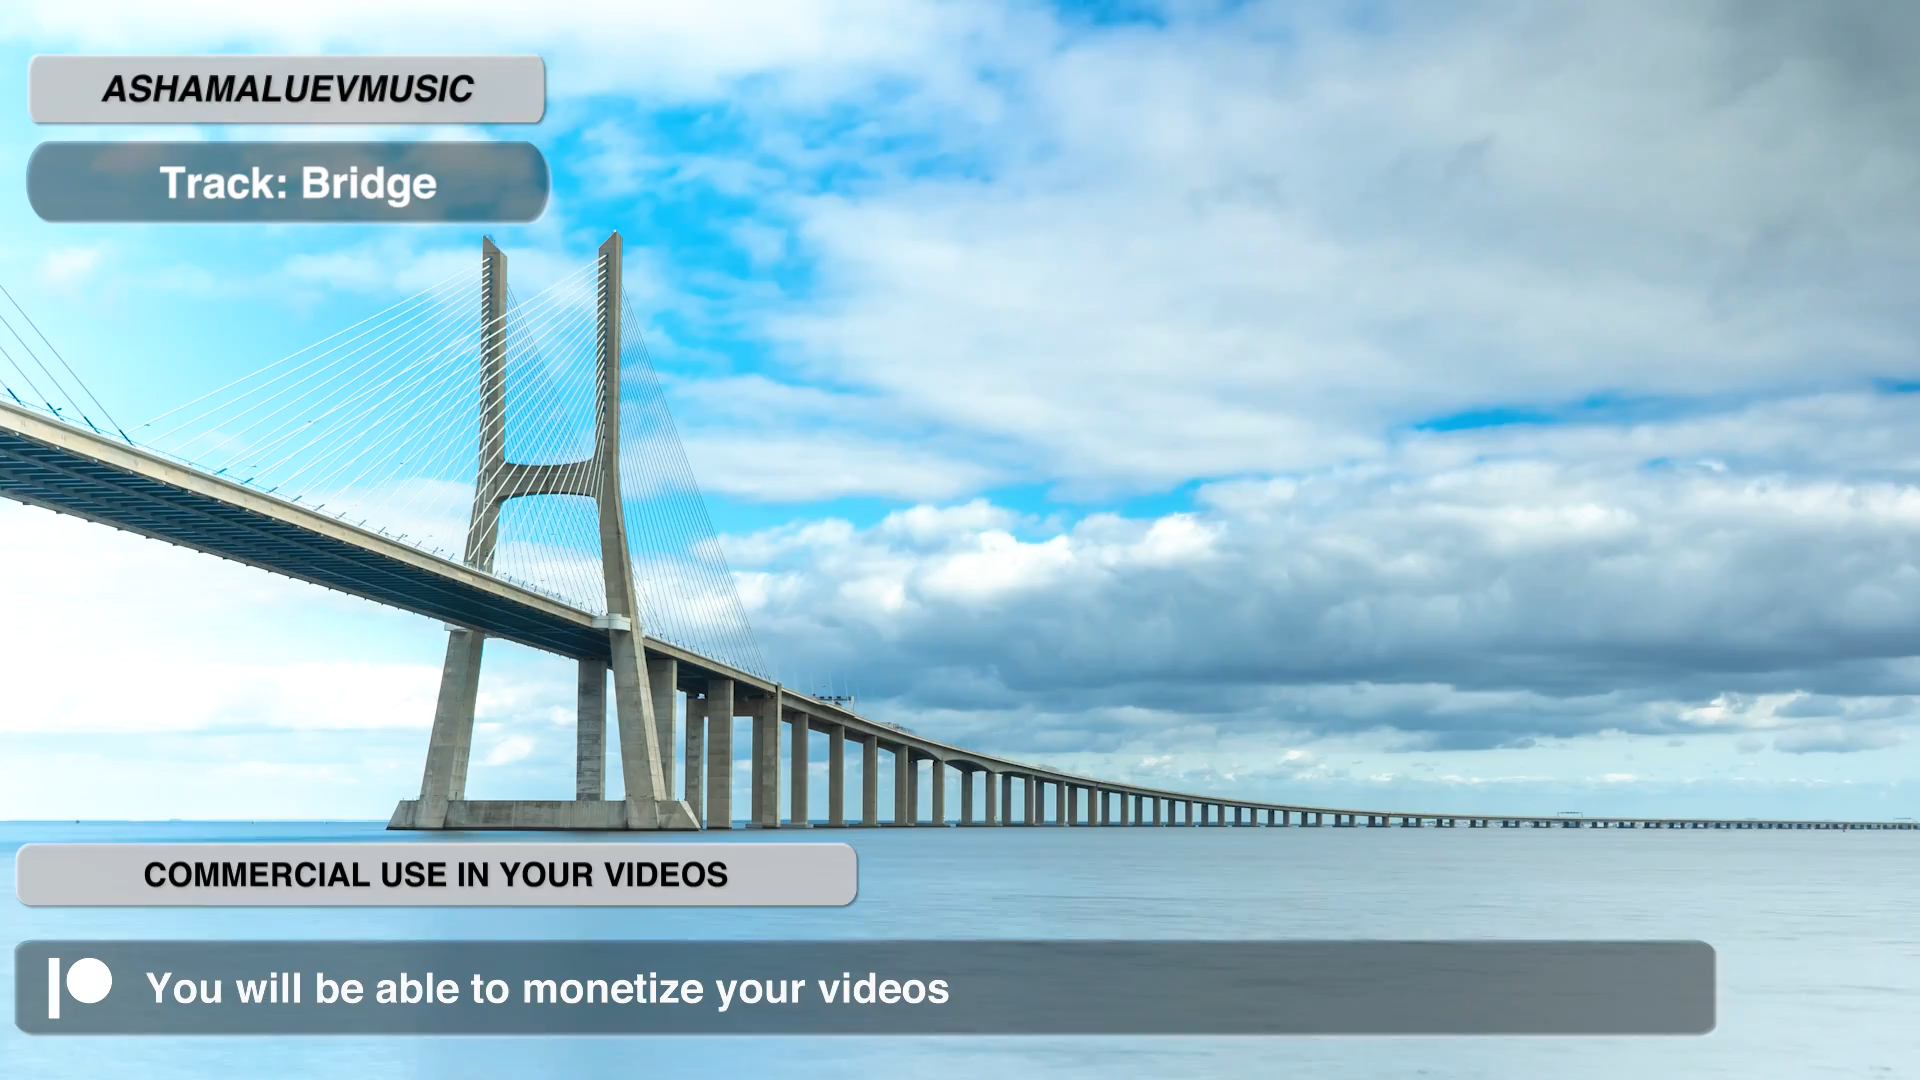 ASHAMALUEVMUSIC
Track: Bridge
COMMERCIAL USE IN YOUR VIDEOS
You will be able to monetize your videos